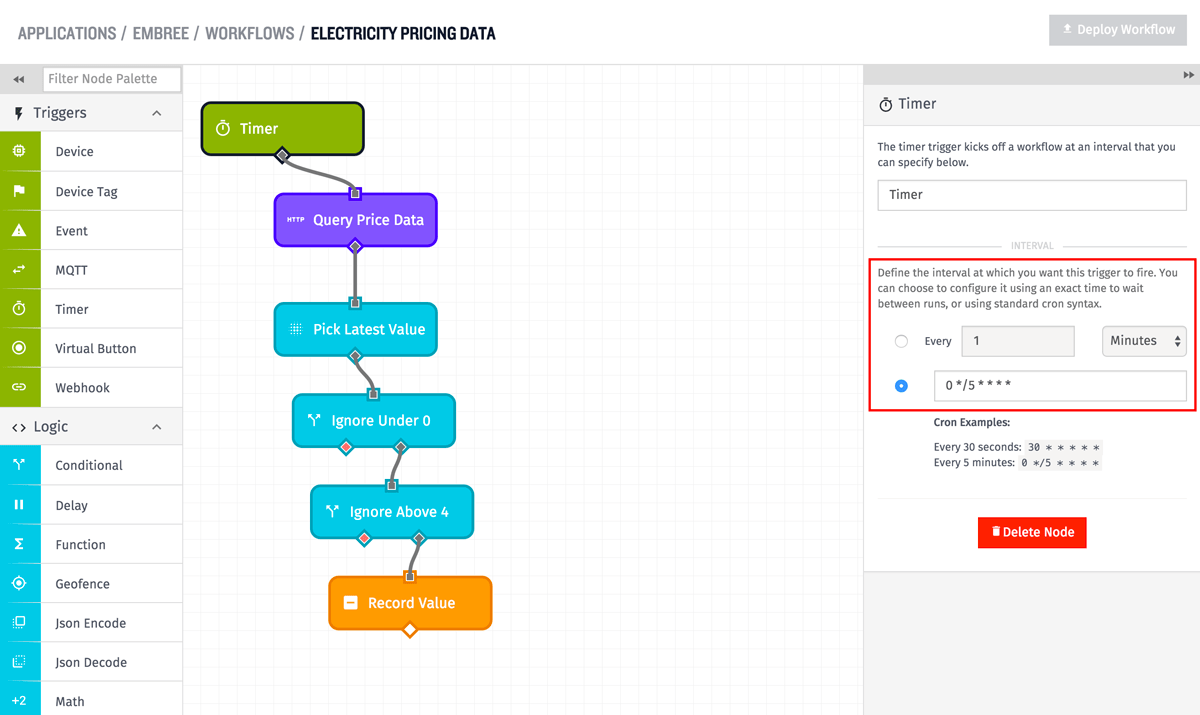 APPLICATIONS / EMBREE / WORKFLOWS / ELECTRICITY PRICING DATA
Deploy Workflow
Filter Node Palette
Triggers
Device
Device Tag
Event
MQTT
Timer
Virtual Button
Webhook
Logic
Conditional
Delay
Function
Geofence
Json Encode
Json Decode
+2 Math
Timer
HTTP Query Price Data
Pick Latest Value
Ignore Under 0
Ignore Above 4
Record Value
Timer
The timer trigger kicks off a workflow at an interval that you
can specify below.
Timer
INTERVAL
Define the interval at which you want this trigger to fire. You
can choose to configure it using an exact time to wait
between runs, or using standard cron syntax.
Every 1 Minutes
0 */5 * * * *
Cron Examples:
Every 30 seconds: 30 * * * * *
Every 5 minutes: 0 */5 * * * *
Delete Node